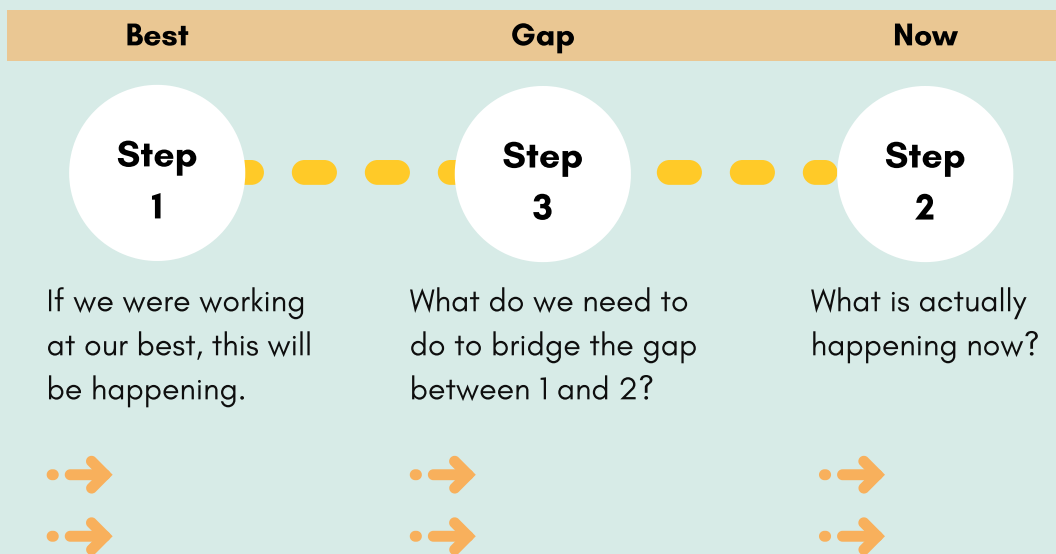 Best
Gap
Now
Step
1
Step
3
Step
2
If we were working
at our best, this will
be happening.
What do we need to
do to bridge the gap
between 1 and 2?
What is actually
happening now?